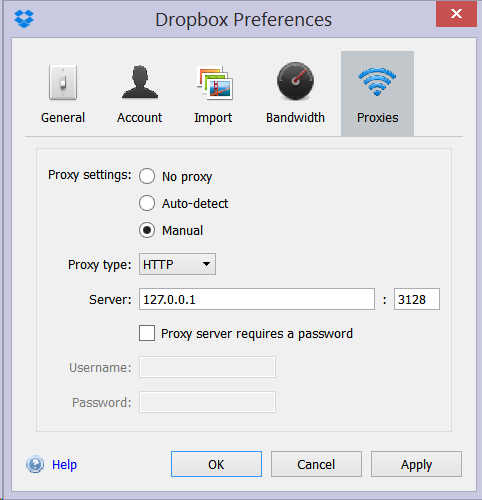 Dropbox Preferences
General Account Import Bandwidth Proxies
Proxy settings: No proxy
Auto-detect
Manual
Proxy type: HTTP
Server: 127.0.0.1 : 3128
Proxy server requires a password
Username:
Password:
Help OK Cancel Apply